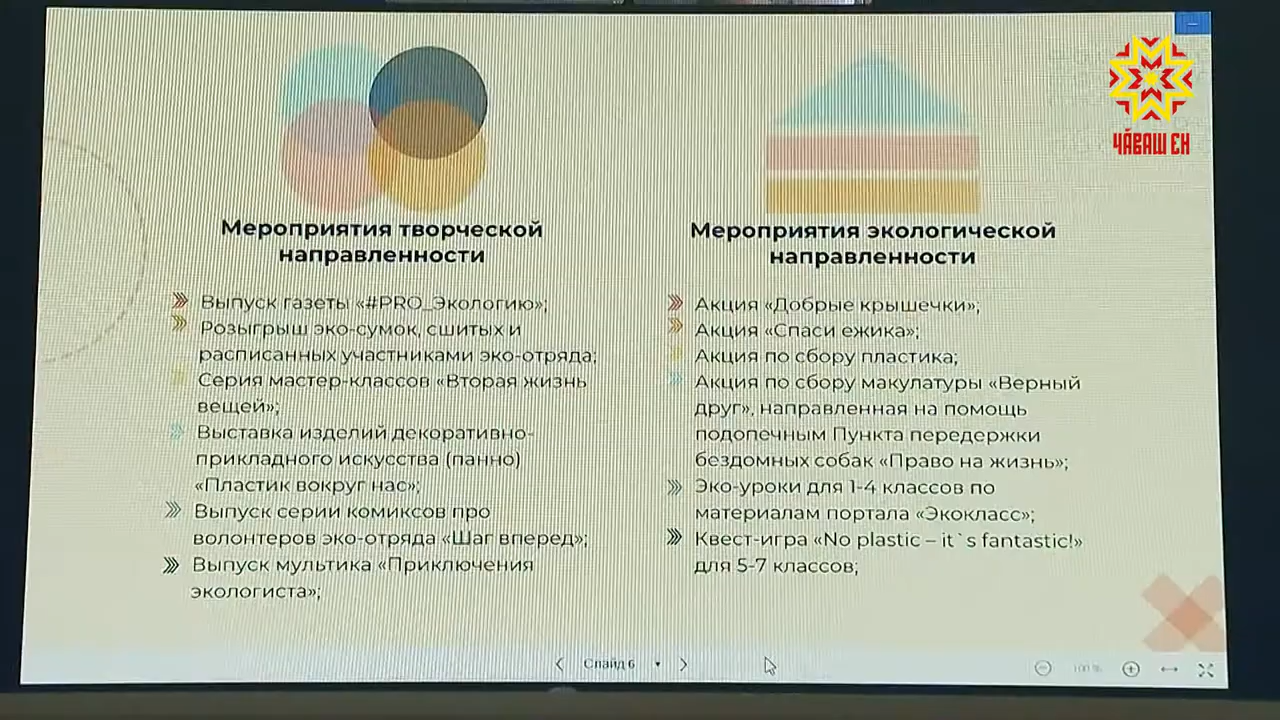 ЧӐВАШ ЕН
Мероприятия творческой
направленности
Выпуск газеты «#PRO_Экологию»;
Розыгрыш эко-сумок, сшитых и
расписанных участниками эко-отряда;
Серия мастер-классов «Вторая жизнь
вещей»;
Выставка изделий декоративно-
прикладного искусства (панно)
«Пластик вокруг нас»;
Выпуск серии комиксов про
волонтеров эко-отряда «Шаг вперед»;
Выпуск мультика «Приключения
экологиста»;
Мероприятия экологической
направленности
Акция «Добрые крышечки»;
Акция «Спаси ежика»;
Акция по сбору пластика;
Акция по сбору макулатуры «Верный
друг», направленная на помощь
подопечным Пункта передержки
бездомных собак «Право на жизнь»;
Эко-уроки для 1-4 классов по
материалам портала «Экокласс»;
Квест-игра «No plastic – it`s fantastic!»
для 5-7 классов;
Слайд 6
100 %